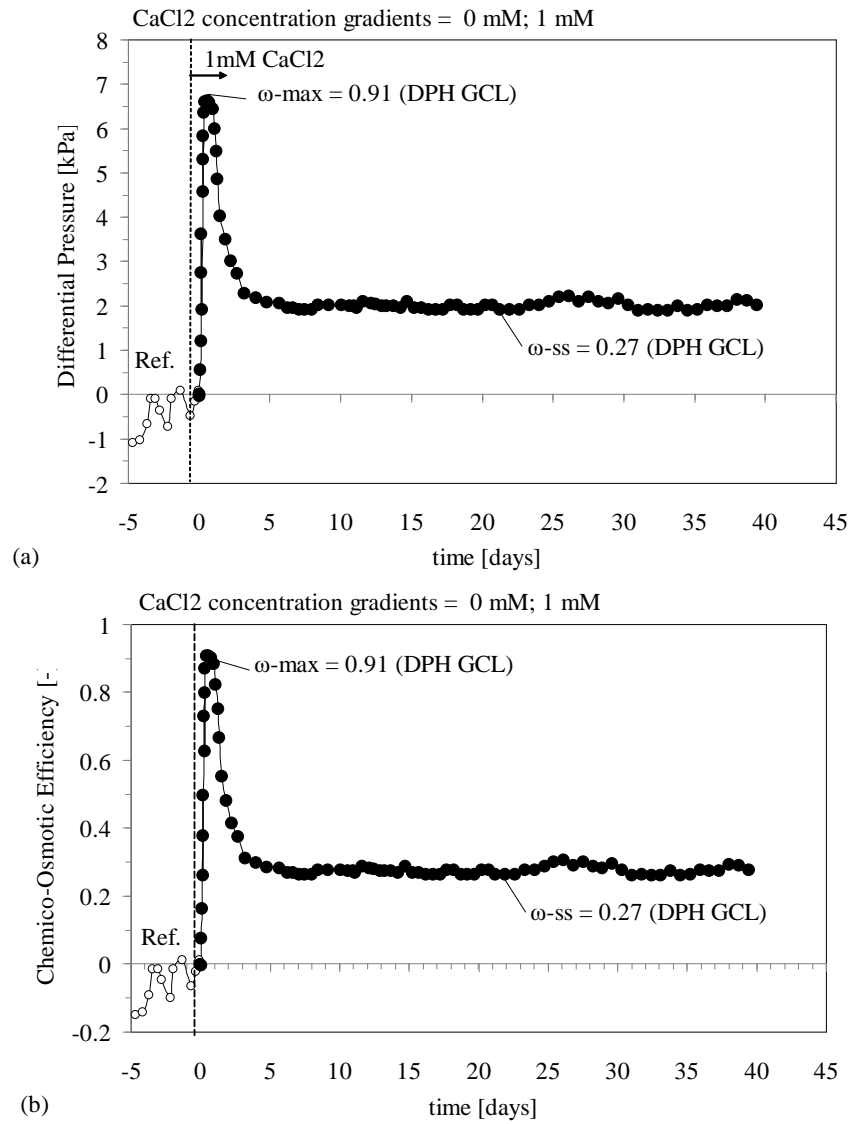 CaCl2 concentration gradients = 0 mM; 1 mM
8
1mM CaCl2
7
ω-max = 0.91 (DPH GCL)
6
5
4
3
2
ω-ss = 0.27 (DPH GCL)
1
Ref.
0
-1
-2
Differential Pressure [kPa]
-5 0 5 10 15 20 25 30 35 40 45
(a)
time [days]
CaCl2 concentration gradients = 0 mM; 1 mM
1
ω-max = 0.91 (DPH GCL)
0.8
0.6
0.4
0.2
ω-ss = 0.27 (DPH GCL)
Ref.
0
-0.2
Chemico-Osmotic Efficiency [-
-5 0 5 10 15 20 25 30 35 40 45
(b)
time [days]